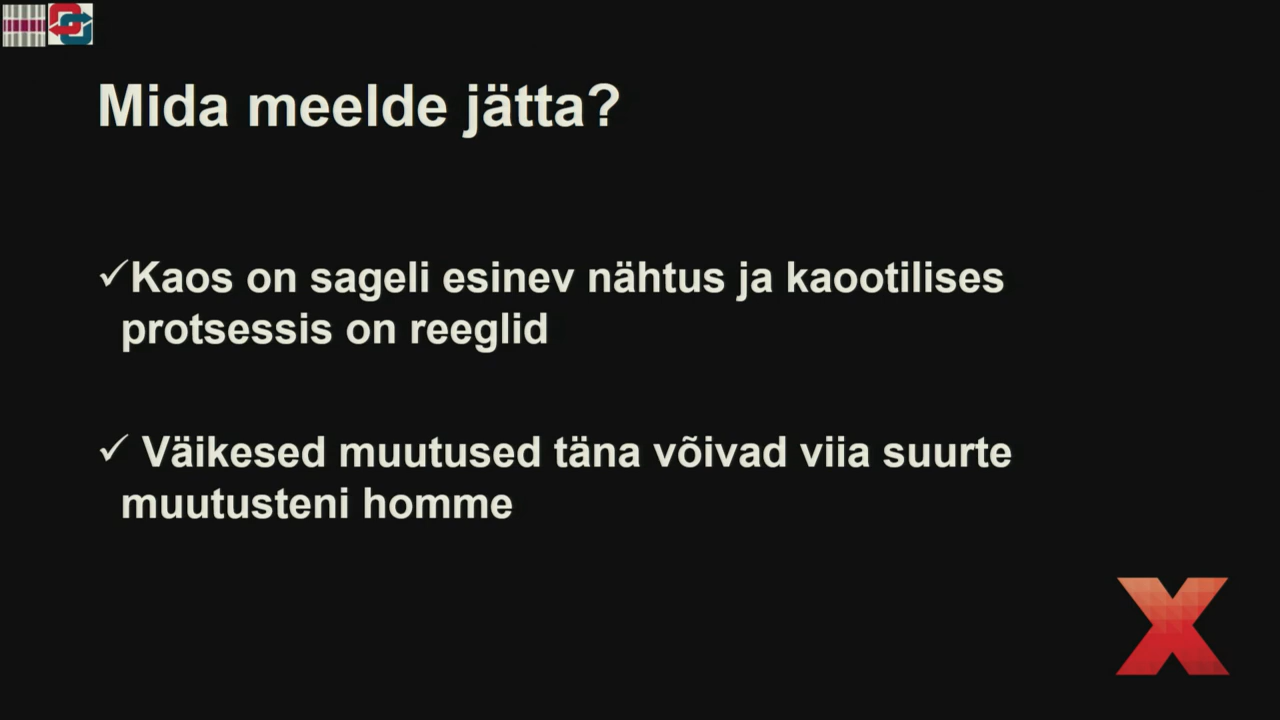 Mida meelde jätta?
✓Kaos on sageli esinev nähtus ja kaootilises
protsessis on reeglid
✓ Väikesed muutused täna võivad viia suurte
muutusteni homme
X